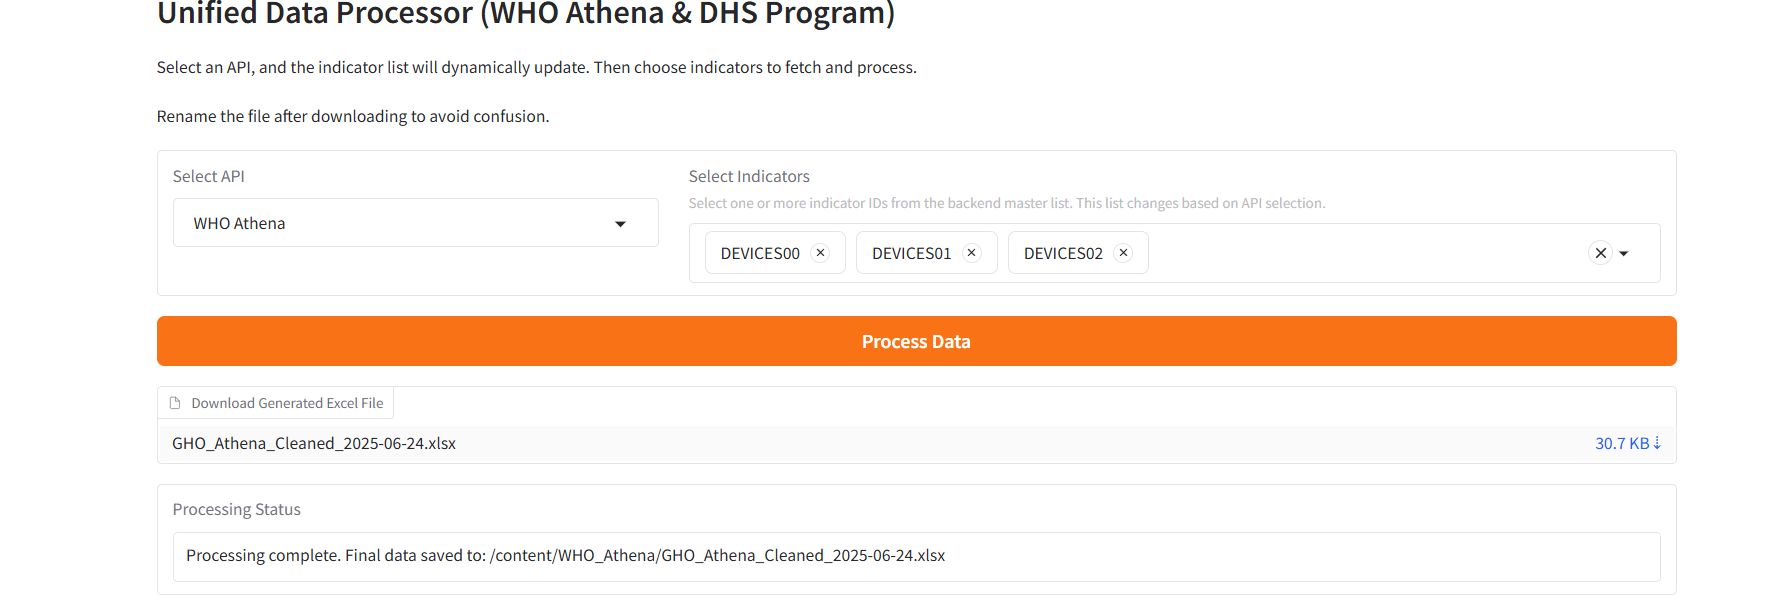 Unified Data Processor (WHO Athena & DHS Program)
Select an API, and the indicator list will dynamically update. Then choose indicators to fetch and process.
Rename the file after downloading to avoid confusion.
Select API
WHO Athena
Select Indicators
Select one or more indicator IDs from the backend master list. This list changes based on API selection.
DEVICES00 DEVICES01 DEVICES02
Process Data
Download Generated Excel File
GHO_Athena_Cleaned_2025-06-24.xlsx 30.7 KB
Processing Status
Processing complete. Final data saved to: /content/WHO_Athena/GHO_Athena_Cleaned_2025-06-24.xlsx